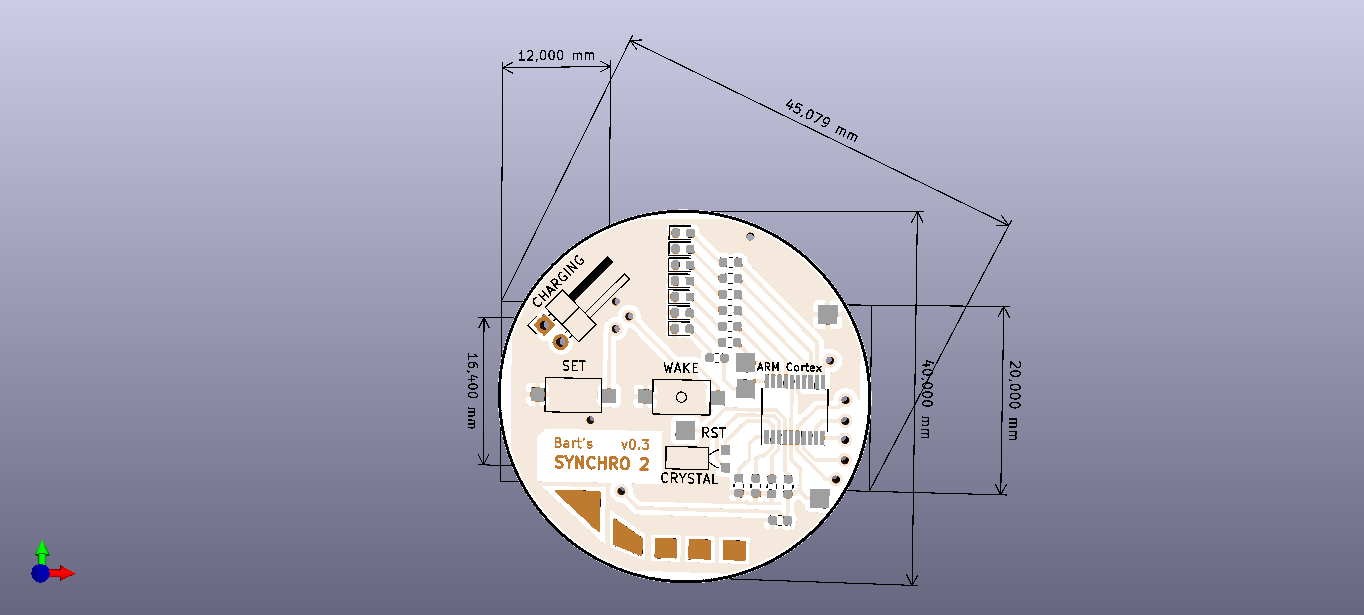 12,000 mm
45,079 mm
CHARGING
SET
WAKE
ARM Cortex
16,400 mm
40,000 mm
20,000 mm
RST
Bart's v0.3
SYNCHRO 2
CRYSTAL